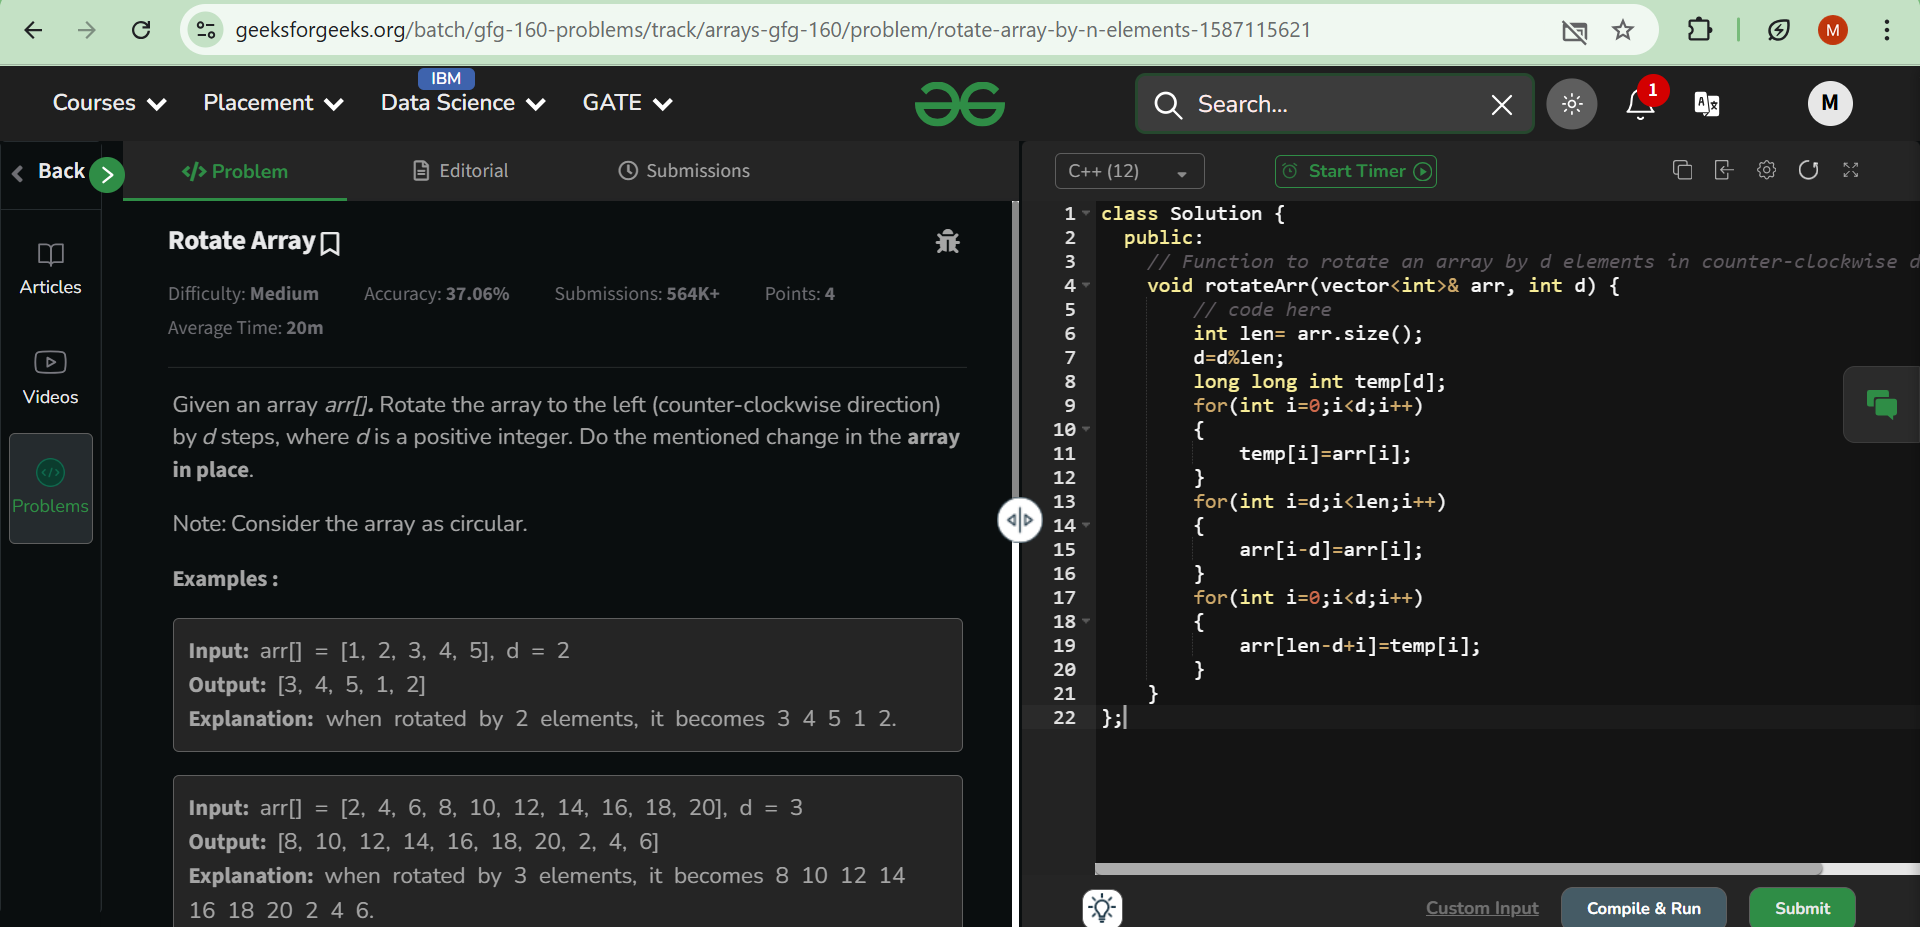 geeksforgeeks.org/batch/gfg-160-problems/track/arrays-gfg-160/problem/rotate-array-by-n-elements-1587115621
M
IBM
Courses
Placement
Data Science
GATE
Search...
1
M
Back
Problem
Editorial
Submissions
C++ (12)
Start Timer
Articles
Videos
Problems
Rotate Array
Difficulty: Medium Accuracy: 37.06% Submissions: 564K+ Points: 4
Average Time: 20m
Given an array arr[]. Rotate the array to the left (counter-clockwise direction)
by d steps, where d is a positive integer. Do the mentioned change in the array
in place.
Note: Consider the array as circular.
Examples :
Input: arr[] = [1, 2, 3, 4, 5], d = 2
Output: [3, 4, 5, 1, 2]
Explanation: when rotated by 2 elements, it becomes 3 4 5 1 2.
Input: arr[] = [2, 4, 6, 8, 10, 12, 14, 16, 18, 20], d = 3
Output: [8, 10, 12, 14, 16, 18, 20, 2, 4, 6]
Explanation: when rotated by 3 elements, it becomes 8 10 12 14
16 18 20 2 4 6.
1 class Solution {
2 public:
3 // Function to rotate an array by d elements in counter-clockwise d
4 void rotateArr(vector<int>& arr, int d) {
5 // code here
6 int len= arr.size();
7 d=d%len;
8 long long int temp[d];
9 for(int i=0;i<d;i++)
10 {
11 temp[i]=arr[i];
12 }
13 for(int i=d;i<len;i++)
14 {
15 arr[i-d]=arr[i];
16 }
17 for(int i=0;i<d;i++)
18 {
19 arr[len-d+i]=temp[i];
20 }
21 }
22 };
Custom Input
Compile & Run
Submit